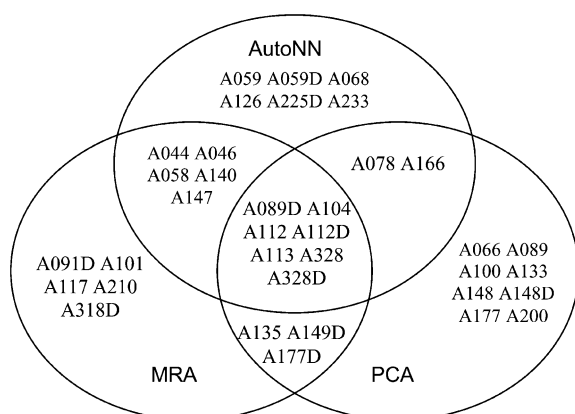 AutoNN
A059 A059D A068
A126 A225D A233
A044 A046
A058 A140
A147
A078 A166
A089D A104
A112 A112D
A113 A328
A328D
A091D A101
A117 A210
A318D
A066 A089
A100 A133
A148 A148D
A177 A200
A135 A149D
A177D
MRA
PCA